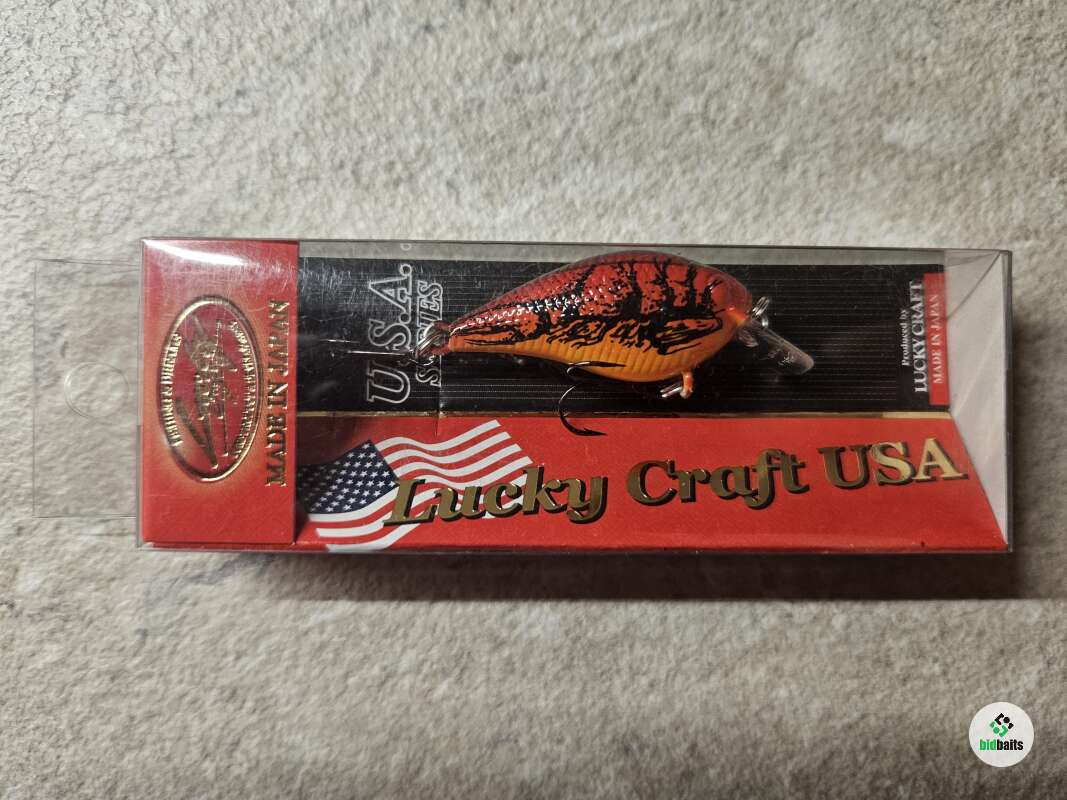 MADE IN JAPAN
U.S.A.
SERIES
Produced by
LUCKY CRAFT
MADE IN JAPAN
Lucky Craft USA
bidbaits